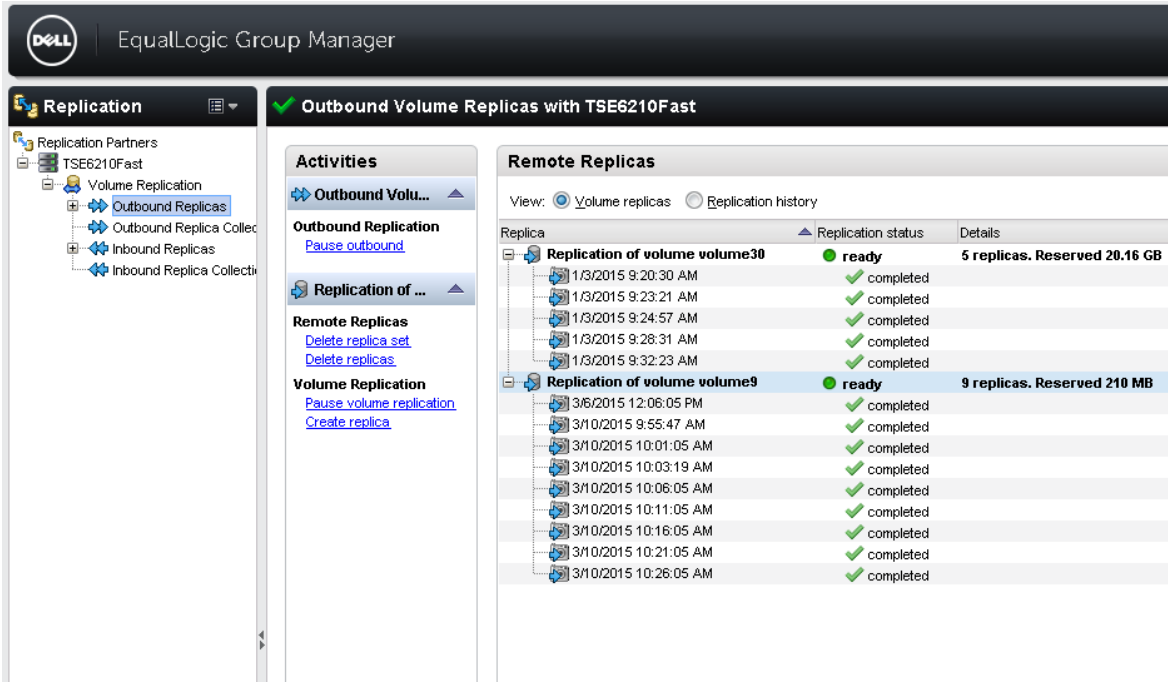 DELL
EqualLogic Group Manager
Replication
Replication Partners
TSE6210Fast
Volume Replication
Outbound Replicas
Outbound Replica Collec
Inbound Replicas
Inbound Replica Collecti
Outbound Volume Replicas with TSE6210Fast
Activities
Outbound Volu...
Outbound Replication
Pause outbound
Replication of ...
Remote Replicas
Delete replica set
Delete replicas
Volume Replication
Pause volume replication
Create replica
Remote Replicas
View: Volume replicas Replication history
Replica Replication status Details
Replication of volume volume30 ready 5 replicas. Reserved 20.16 GB
1/3/2015 9:20:30 AM completed
1/3/2015 9:23:21 AM completed
1/3/2015 9:24:57 AM completed
1/3/2015 9:28:31 AM completed
1/3/2015 9:32:23 AM completed
Replication of volume volume9 ready 9 replicas. Reserved 210 MB
3/6/2015 12:06:05 PM completed
3/10/2015 9:55:47 AM completed
3/10/2015 10:01:05 AM completed
3/10/2015 10:03:19 AM completed
3/10/2015 10:06:05 AM completed
3/10/2015 10:11:05 AM completed
3/10/2015 10:16:05 AM completed
3/10/2015 10:21:05 AM completed
3/10/2015 10:26:05 AM completed